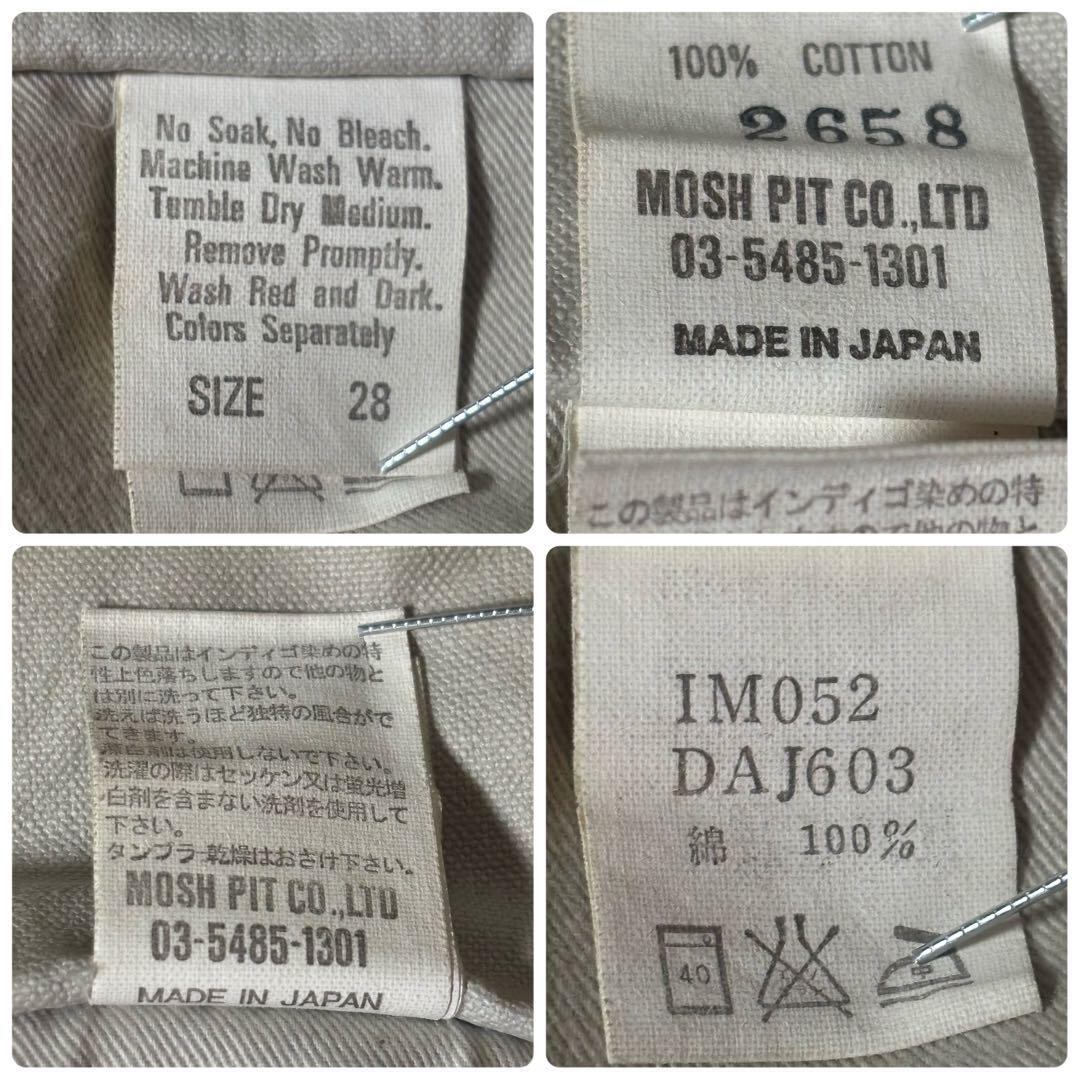 No Soak, No Bleach.
Machine Wash Warm.
Tumble Dry Medium.
Remove Promptly.
Wash Red and Dark.
Colors Separately
SIZE 28
100% COTTON
2658
MOSH PIT CO.,LTD
03-5485-1301
MADE IN JAPAN
この製品はインディゴ染めの特
この製品はインディゴ染めの特
性上色落ちしますので他の物と
は別に洗って下さい。
洗えば洗うほど独特の風合がで
てきます。
漂白剤は使用しないで下さい。
洗濯の際はセッケン又は蛍光増
白剤を含まない洗剤を使用して
下さい。
タンブラ-乾燥はおさけ下さい。
MOSH PIT CO.,LTD
03-5485-1301
MADE IN JAPAN
IM052
DAJ603
綿 100%
40
中